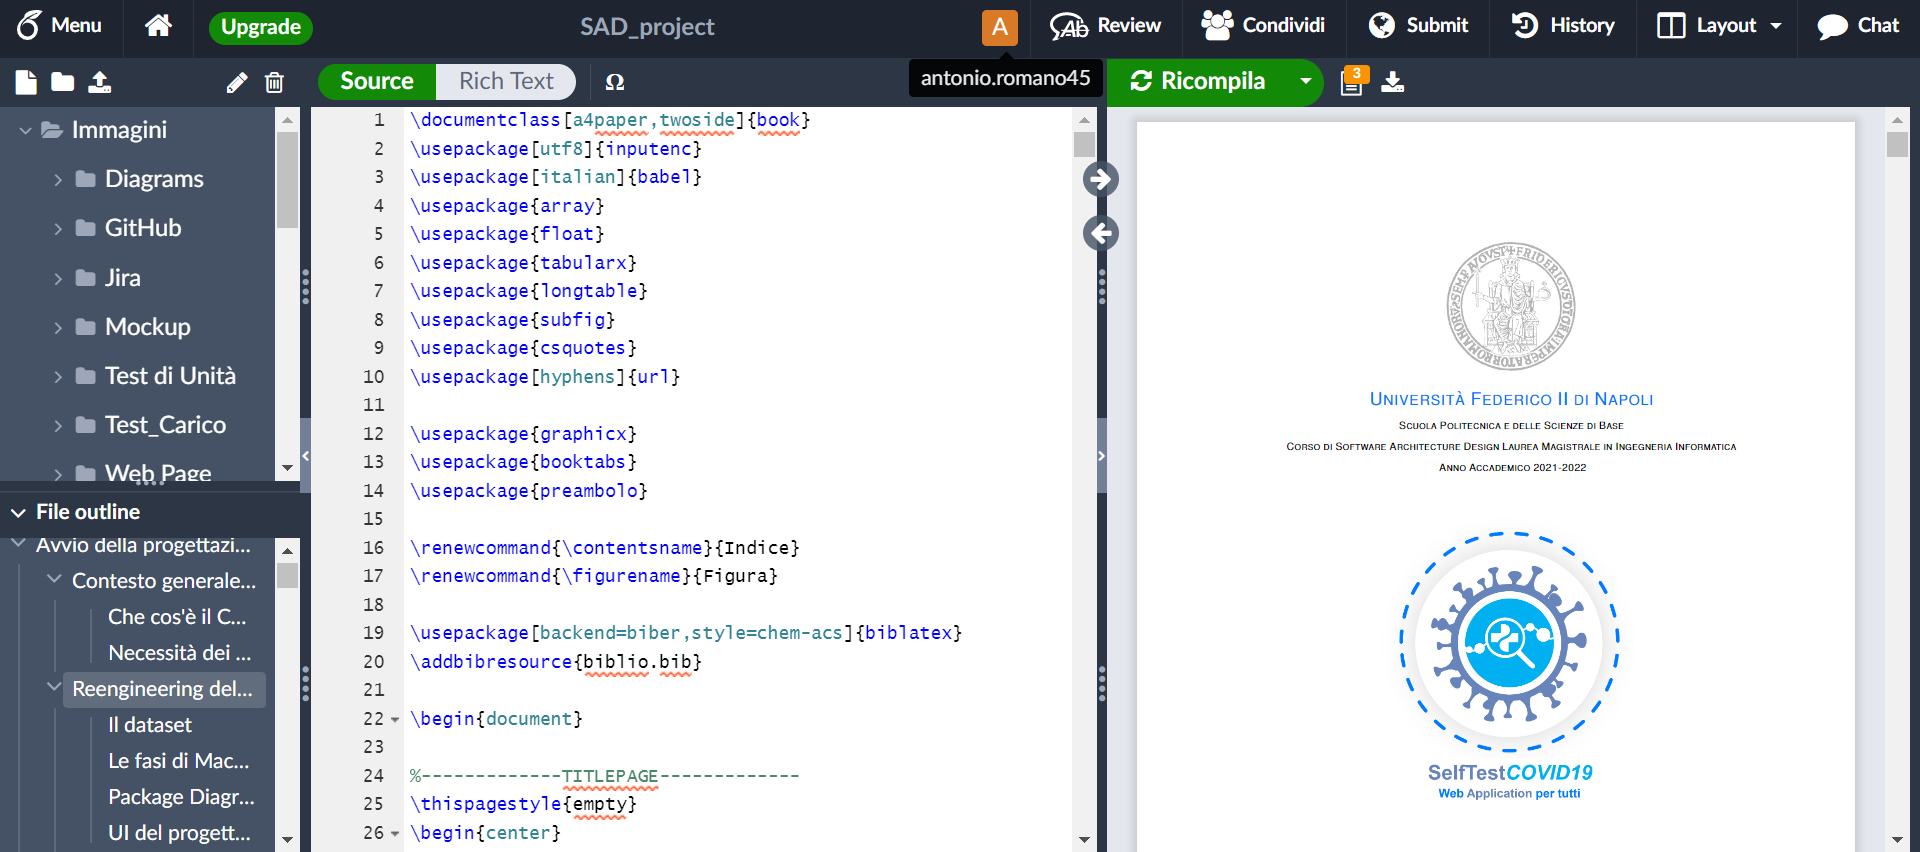 Menu
Upgrade
SAD_project
A
Review
Condividi
Submit
History
Layout
Chat
Source
Rich Text
Ω
antonio.romano45
Ricompila
3
Immagini
Diagrams
GitHub
Jira
Mockup
Test di Unità
Test_Carico
Web Page
File outline
Avvio della progettazi...
Contesto generale...
Che cos'è il C...
Necessità dei ...
Reengineering del...
Il dataset
Le fasi di Mac...
Package Diagr...
UI del progett...
1 \documentclass[a4paper,twoside]{book}
2 \usepackage[utf8]{inputenc}
3 \usepackage[italian]{babel}
4 \usepackage{array}
5 \usepackage{float}
6 \usepackage{tabularx}
7 \usepackage{longtable}
8 \usepackage{subfig}
9 \usepackage{csquotes}
10 \usepackage[hyphens]{url}
11
12 \usepackage{graphicx}
13 \usepackage{booktabs}
14 \usepackage{preambolo}
15
16 \renewcommand{\contentsname}{Indice}
17 \renewcommand{\figurename}{Figura}
18
19 \usepackage[backend=biber,style=chem-acs]{biblatex}
20 \addbibresource{biblio.bib}
21
22 \begin{document}
23
24 %-------------TITLEPAGE-------------
25 \thispagestyle{empty}
26 \begin{center}
Università Federico II di Napoli
Scuola Politecnica e delle Scienze di Base
Corso di Software Architecture Design Laurea Magistrale in Ingegneria Informatica
Anno Accademico 2021-2022
SelfTestCOVID19
Web Application per tutti